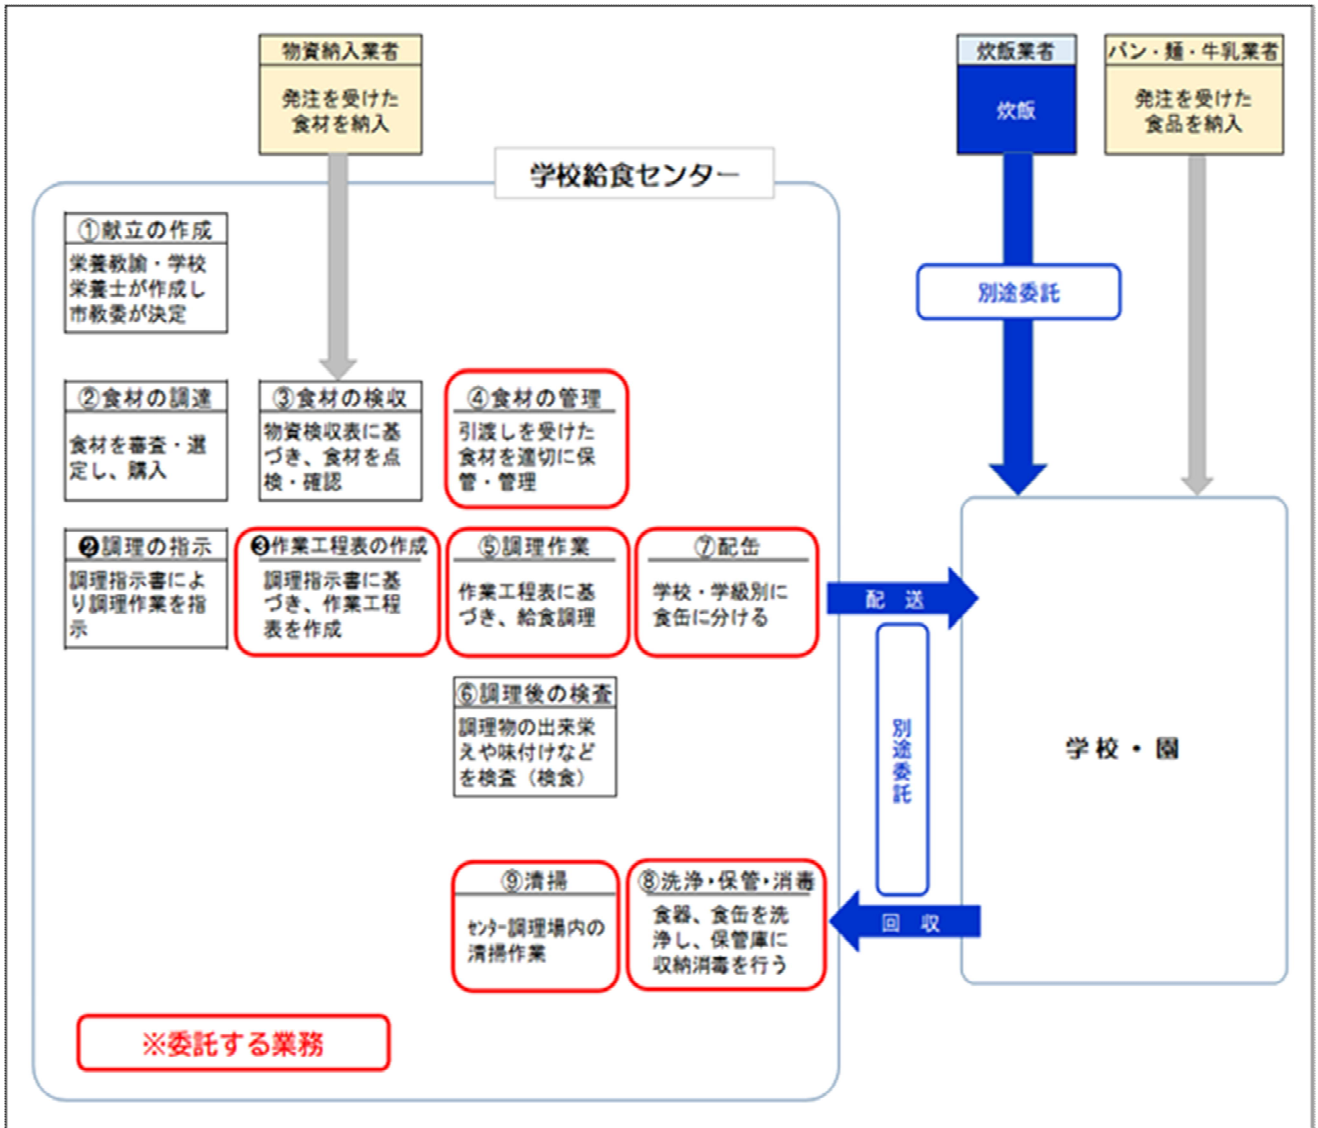 物資納入業者
発注を受けた
食材を納入
炊飯業者
炊飯
パン・麺・牛乳業者
発注を受けた
食品を納入
学校給食センター
別途委託
①献立の作成
栄養教諭・学校
栄養士が作成し
市教委が決定
②食材の調達
食材を審査・選
定し、購入
③食材の検収
物資検収表に基
づき、食材を点
検・確認
④食材の管理
引渡しを受けた
食材を適切に保
管・管理
❷調理の指示
調理指示書によ
り調理作業を指
示
❸作業工程表の作成
調理指示書に基
づき、作業工程
表を作成
⑤調理作業
作業工程表に基
づき、給食調理
⑦配缶
学校・学級別に
食缶に分ける
配 送
⑥調理後の検査
調理物の出来栄
えや味付けなど
を検査（検食）
別途委託
学校・園
⑨清掃
ｾﾝﾀｰ調理場内の
清掃作業
⑧洗浄・保管・消毒
食器、食缶を洗
浄し、保管庫に
収納消毒を行う
回 収
※委託する業務